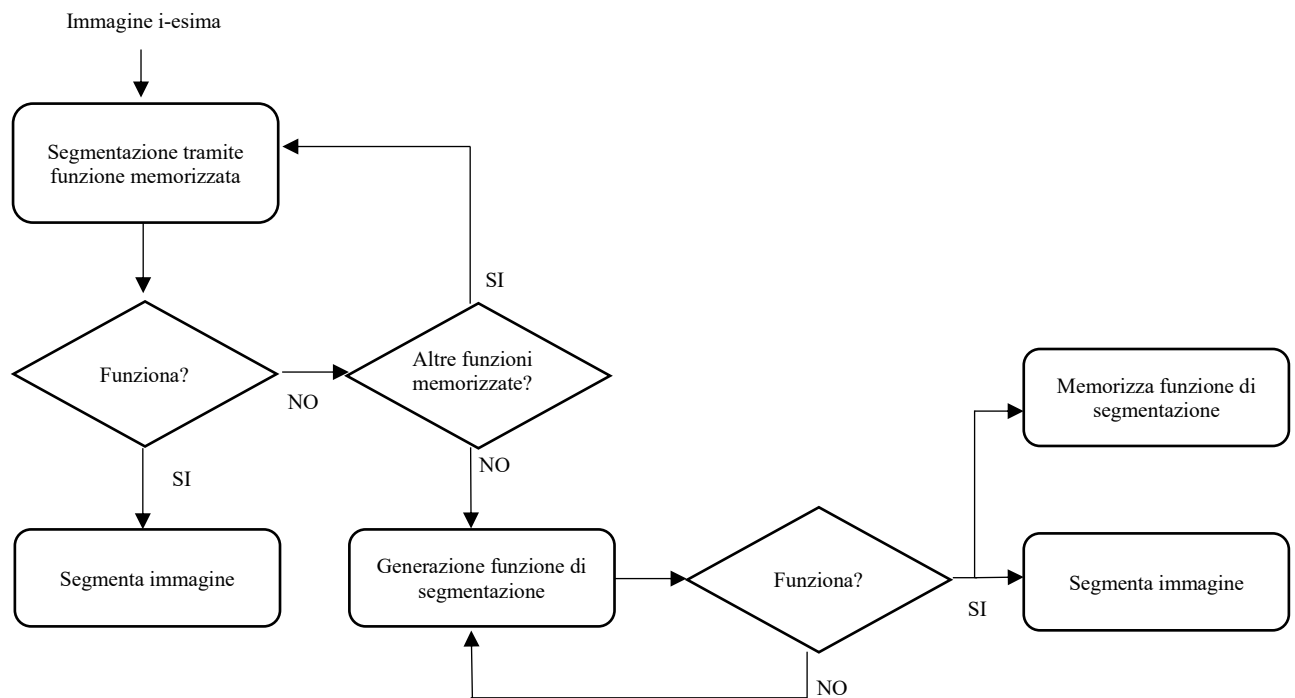 Immagine i-esima
Segmentazione tramite
funzione memorizzata
SI
Funziona?
NO
Altre funzioni
memorizzate?
SI
NO
Segmenta immagine
Generazione funzione di
segmentazione
Funziona?
SI
NO
Memorizza funzione di
segmentazione
Segmenta immagine